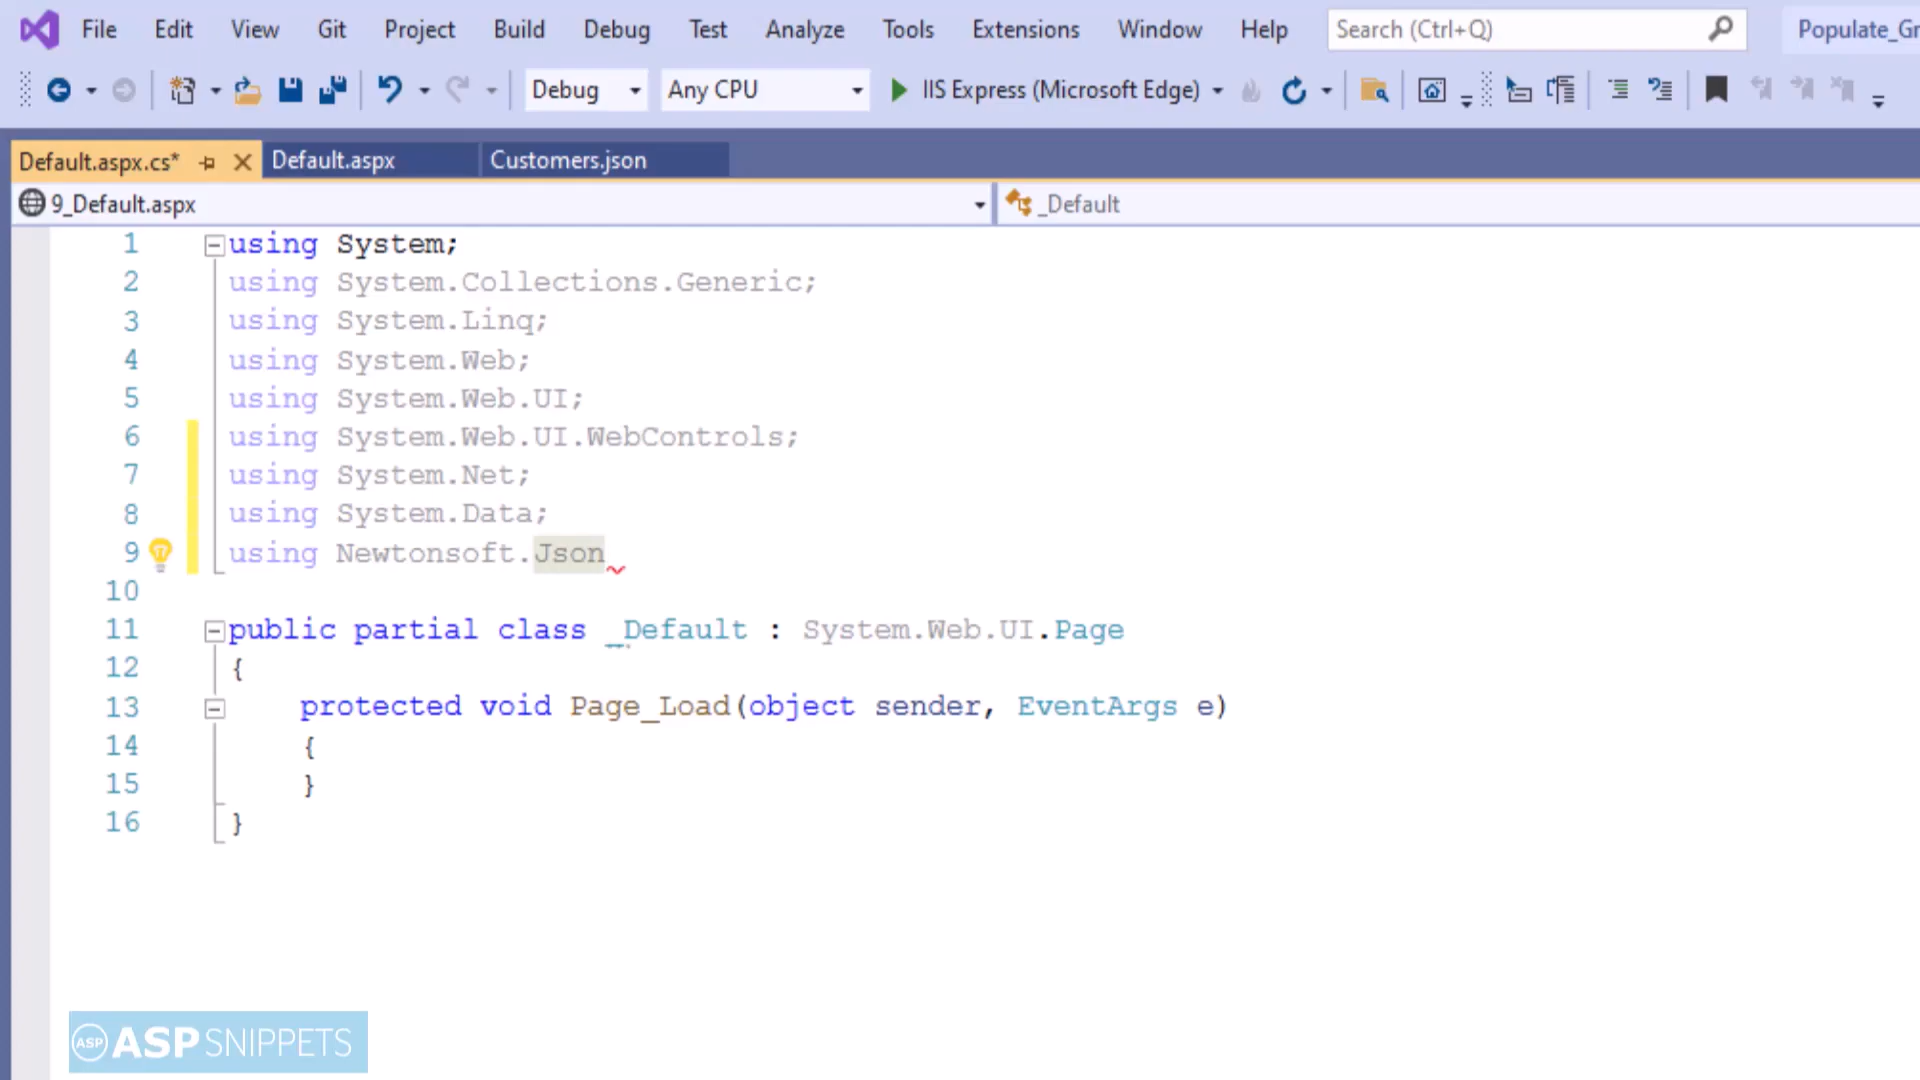 File Edit View Git Project Build Debug Test Analyze Tools Extensions Window Help Search (Ctrl+Q) Populate_Gr
Debug Any CPU IIS Express (Microsoft Edge)
Default.aspx.cs* Default.aspx Customers.json
9_Default.aspx _Default
1 using System;
2 using System.Collections.Generic;
3 using System.Linq;
4 using System.Web;
5 using System.Web.UI;
6 using System.Web.UI.WebControls;
7 using System.Net;
8 using System.Data;
9 using Newtonsoft.Json
10
11 public partial class _Default : System.Web.UI.Page
12 {
13 protected void Page_Load(object sender, EventArgs e)
14 {
15 }
16 }
ASP ASPSNIPPETS